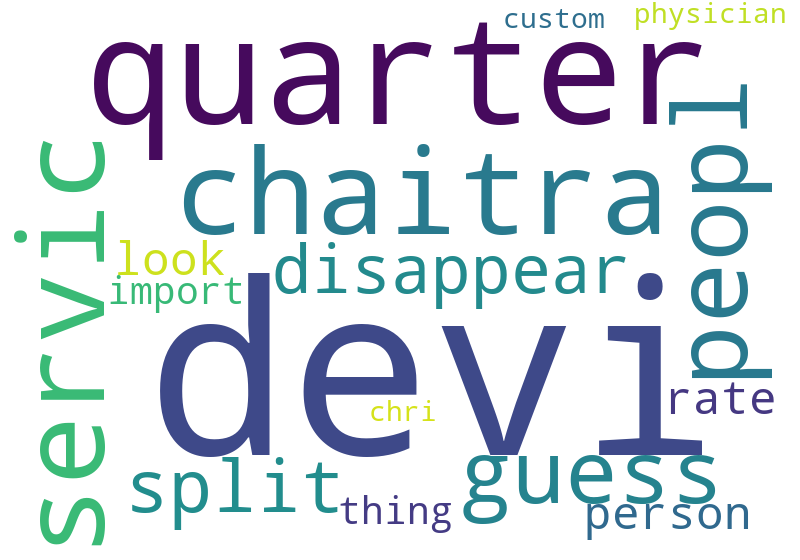 custom
physician
quarter
peopl
servic
chaitra
look
disappear
import
devi
chri
rate
split
guess
thing
person